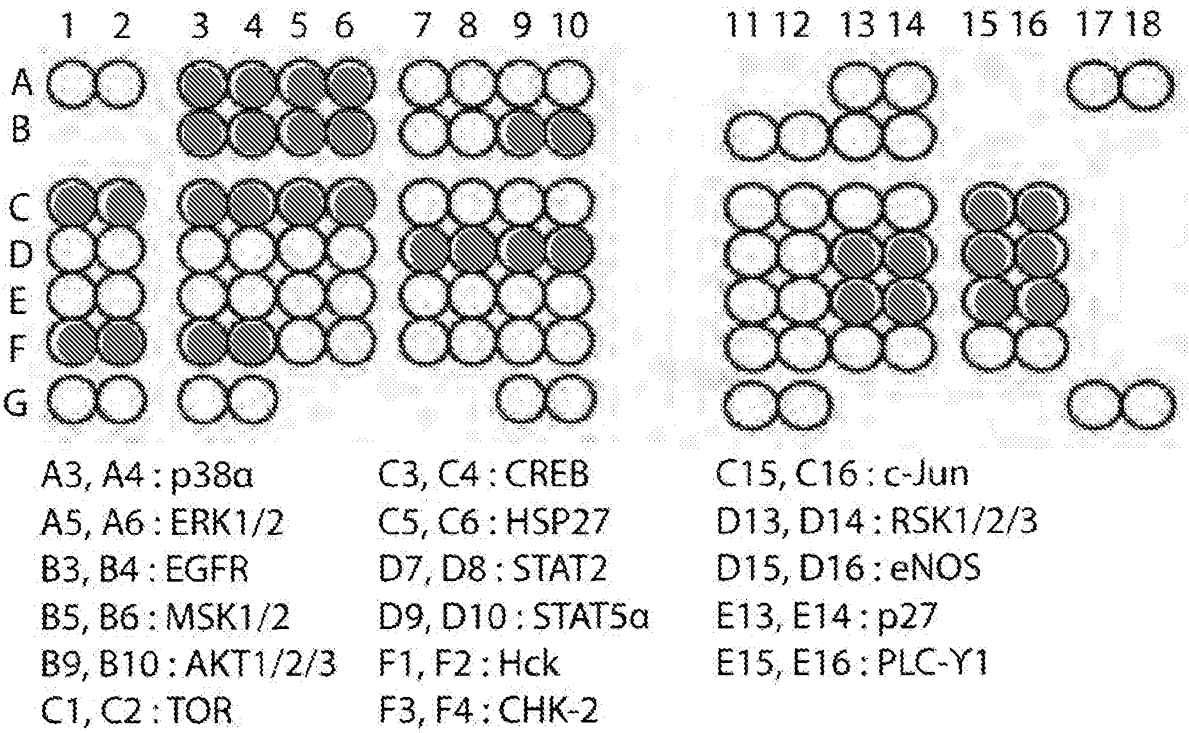 1 2 3 4 5 6 7 8 9 10 11 12 13 14 15 16 17 18
A
B
C
D
E
F
G
A3, A4 : p38α
A5, A6 : ERK1/2
B3, B4 : EGFR
B5, B6 : MSK1/2
B9, B10 : AKT1/2/3
C1, C2 : TOR
C3, C4 : CREB
C5, C6 : HSP27
D7, D8 : STAT2
D9, D10 : STAT5α
F1, F2 : Hck
F3, F4 : CHK-2
C15, C16 : c-Jun
D13, D14 : RSK1/2/3
D15, D16 : eNOS
E13, E14 : p27
E15, E16 : PLC-Y1